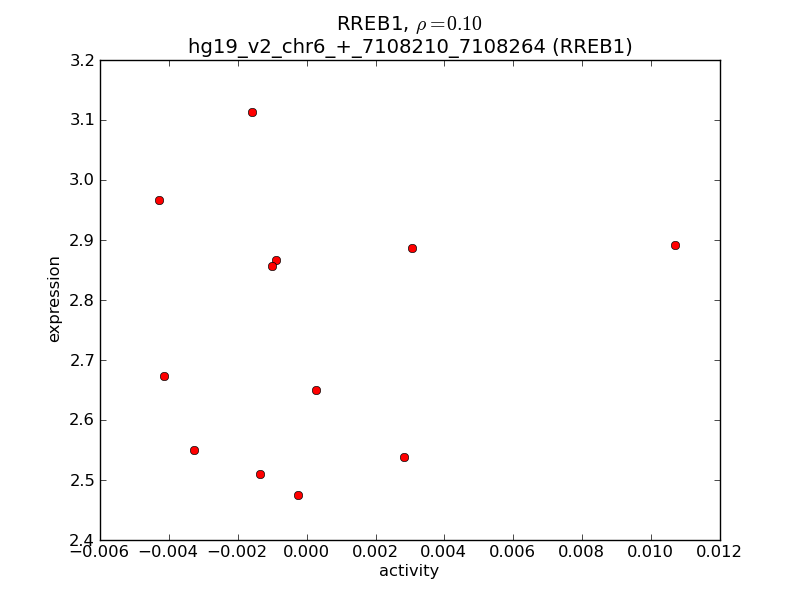 RREB1, ρ=0.10
hg19_v2_chr6_+_7108210_7108264 (RREB1)
3.2
3.1
3.0
2.9
2.8
2.7
2.6
2.5
2.4
expression
−0.006 −0.004 −0.002 0.000 0.002 0.004 0.006 0.008 0.010 0.012
activity